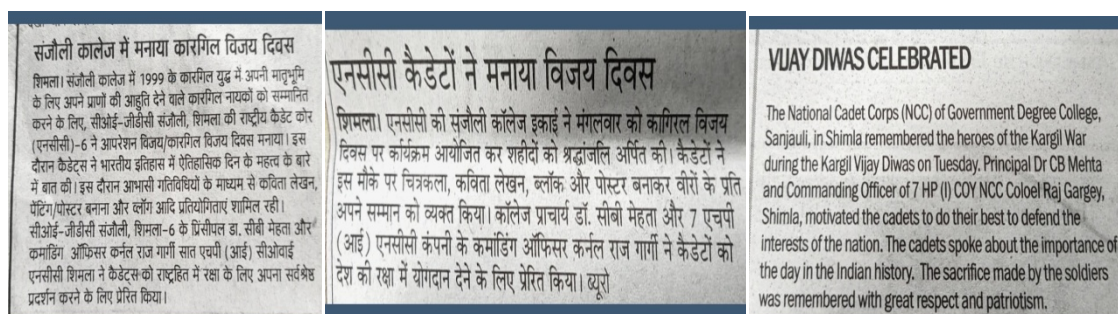 संजौली कालेज में मनाया कारगिल विजय दिवस
शिमला। संजौली कालेज में 1999 के कारगिल युद्ध में अपनी मातृभूमि
के लिए अपने प्राणों की आहुति देने वाले कारगिल नायकों को सम्मानित
करने के लिए, सीओई-जीडीसी संजौली, शिमला की राष्ट्रीय कैडेट कोर
(एनसीसी)-6 ने आपरेशन विजय/कारगिल विजय दिवस मनाया। इस
दौरान कैडेट्स ने भारतीय इतिहास में ऐतिहासिक दिन के महत्व के बारे
में बात की। इस दौरान आभासी गतिविधियों के माध्यम से कविता लेखन,
पेंटिंग/पोस्टर बनाना और ब्लॉग आदि प्रतियोगिताएं शामिल रही।
सीओई-जीडीसी संजौली, शिमला-6 के प्रिंसीपल डा. सीबी मेहता और
कमांडिंग ऑफिसर कर्नल राज गार्गी सात एचपी (आई) सीओवाई
एनसीसी शिमला ने कैडेट्स को राष्ट्रहित में रक्षा के लिए अपना सर्वश्रेष्ठ
प्रदर्शन करने के लिए प्रेरित किया।
एनसीसी कैडेटों ने मनाया विजय दिवस
शिमला। एनसीसी की संजौली कॉलेज इकाई ने मंगलवार को कागिरल विजय
दिवस पर कार्यक्रम आयोजित कर शहीदों को श्रद्धांजलि अर्पित की। कैडेटों ने
इस मौके पर चित्रकला, कविता लेखन, ब्लॉक और पोस्टर बनाकर वीरों के प्रति
अपने सम्मान को व्यक्त किया। कॉलेज प्राचार्य डॉ. सीबी मेहता और 7 एचपी
(आई) एनसीसी कंपनी के कमांडिंग ऑफिसर कर्नल राज गार्गी ने कैडेटों को
देश की रक्षा में योगदान देने के लिए प्रेरित किया। ब्यूरो
VIJAY DIWAS CELEBRATED
The National Cadet Corps (NCC) of Government Degree College,
Sanjauli, in Shimla remembered the heroes of the Kargil War
during the Kargil Vijay Diwas on Tuesday. Principal Dr CB Mehta
and Commanding Officer of 7 HP (I) COY NCC Coloel Raj Gargey,
Shimla, motivated the cadets to do their best to defend the
interests of the nation. The cadets spoke about the importance of
the day in the Indian history. The sacrifice made by the soldiers
was remembered with great respect and patriotism.